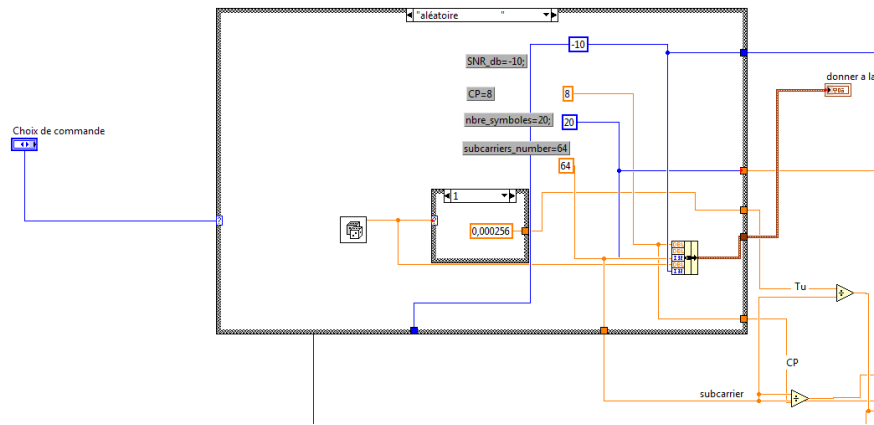 "aléatoire "
-10
SNR_db=-10;
donner a la
CP=8
8
Choix de commande
nbre_symboles=20;
20
subcarriers_number=64
64
1
0,000256
Tu
CP
subcarrier